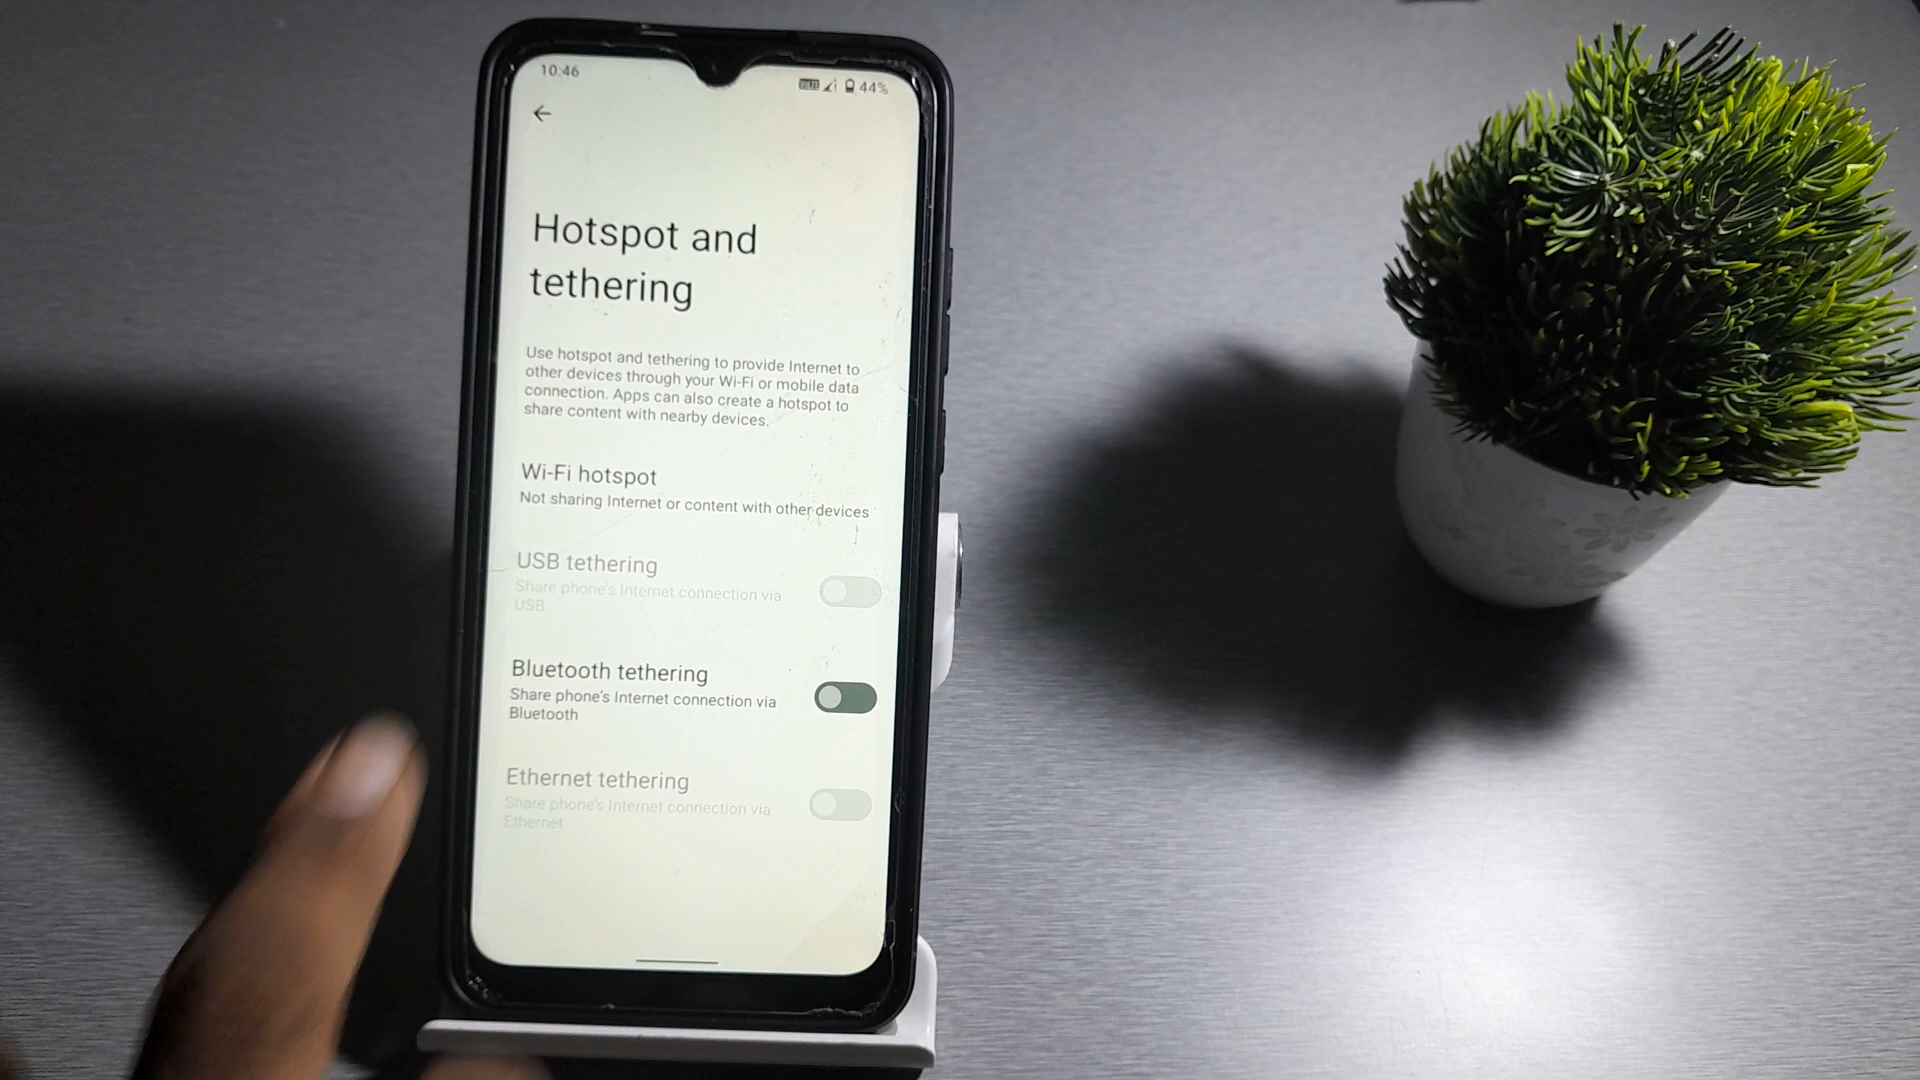 10:46
VoLTE 44%
Hotspot and
tethering
Use hotspot and tethering to provide Internet to
other devices through your Wi-Fi or mobile data
connection. Apps can also create a hotspot to
share content with nearby devices.
Wi-Fi hotspot
Not sharing Internet or content with other devices
USB tethering
Share phone's Internet connection via
USB
Bluetooth tethering
Share phone's Internet connection via
Bluetooth
Ethernet tethering
Share phone's Internet connection via
Ethernet